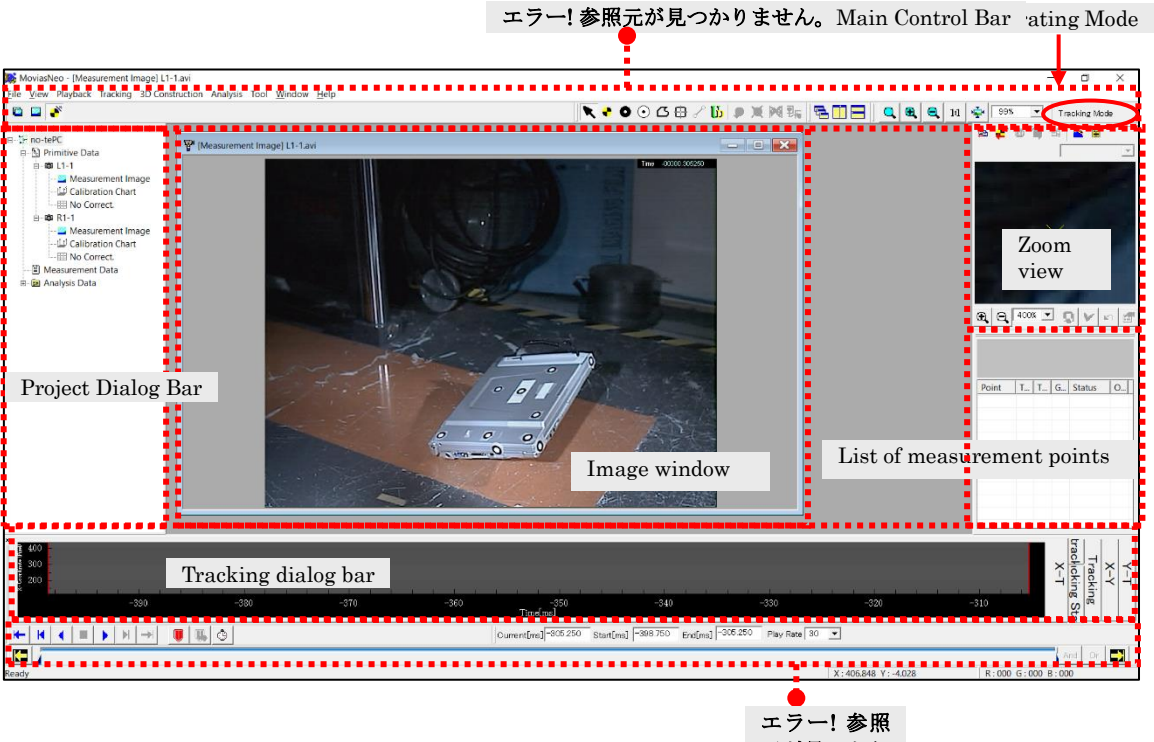 エラー! 参照元が見つかりません。Main Control Bar
ating Mode
MoviasNeo - [Measurement Image] L1-1.avi
File View Playback Tracking 3D Construction Analysis Tool Window Help
99%
Tracking Mode
no-tePC
Primitive Data
L1-1
Measurement Image
Calibration Chart
No Correct.
R1-1
Measurement Image
Calibration Chart
No Correct.
Measurement Data
Analysis Data
[Measurement Image] L1-1.avi
Time -00000.305250
Zoom
view
400%
Project Dialog Bar
Point T... T... G... Status O...
Image window
List of measurement points
400
300
200
Tracking dialog bar
-390 -380 -370 -360 -350 -340 -330 -320 -310
Time[ms]
X-T
Tracking
X-Y
Y-T
Current[ms] -305.250 Start[ms] -398.750 End[ms] -305.250 Play Rate 30
And Or
Ready
X : 406.848 Y : -4.028
R : 000 G : 000 B : 000
エラー! 参照